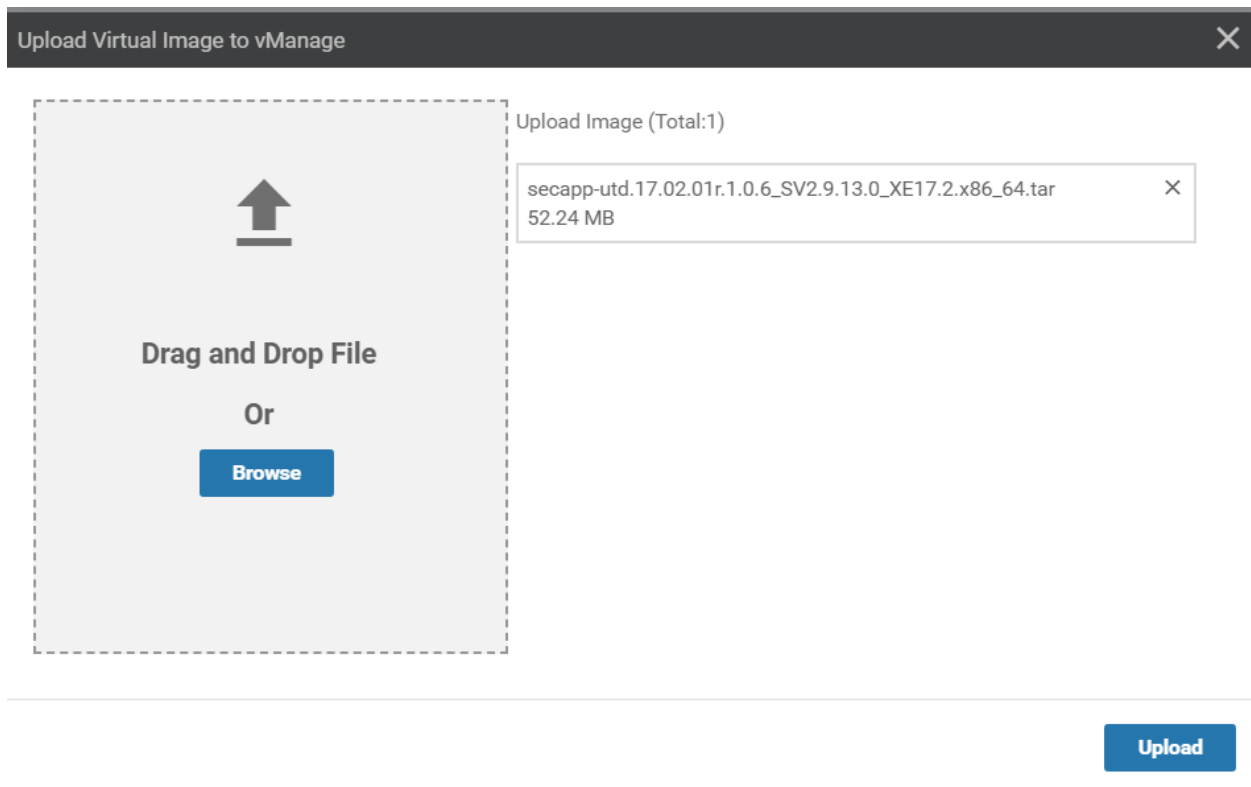 Upload Virtual Image to vManage
Upload Image (Total:1)
secapp-utd.17.02.01r.1.0.6_SV2.9.13.0_XE17.2.x86_64.tar
52.24 MB
Drag and Drop File
Or
Browse
Upload